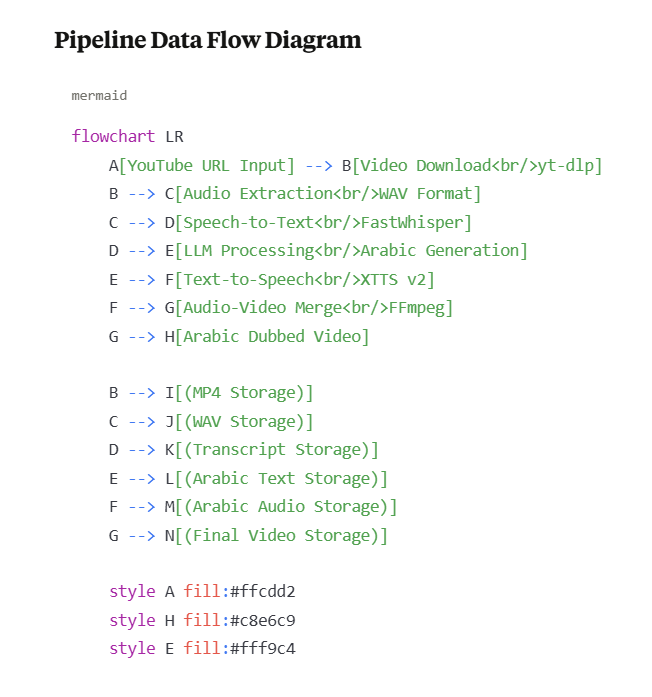 Pipeline Data Flow Diagram
mermaid
flowchart LR
A[YouTube URL Input] --> B[Video Download<br/>yt-dlp]
B --> C[Audio Extraction<br/>WAV Format]
C --> D[Speech-to-Text<br/>FastWhisper]
D --> E[LLM Processing<br/>Arabic Generation]
E --> F[Text-to-Speech<br/>XTTS v2]
F --> G[Audio-Video Merge<br/>FFmpeg]
G --> H[Arabic Dubbed Video]
B --> I[(MP4 Storage)]
C --> J[(WAV Storage)]
D --> K[(Transcript Storage)]
E --> L[(Arabic Text Storage)]
F --> M[(Arabic Audio Storage)]
G --> N[(Final Video Storage)]
style A fill:#ffcdd2
style H fill:#c8e6c9
style E fill:#fff9c4